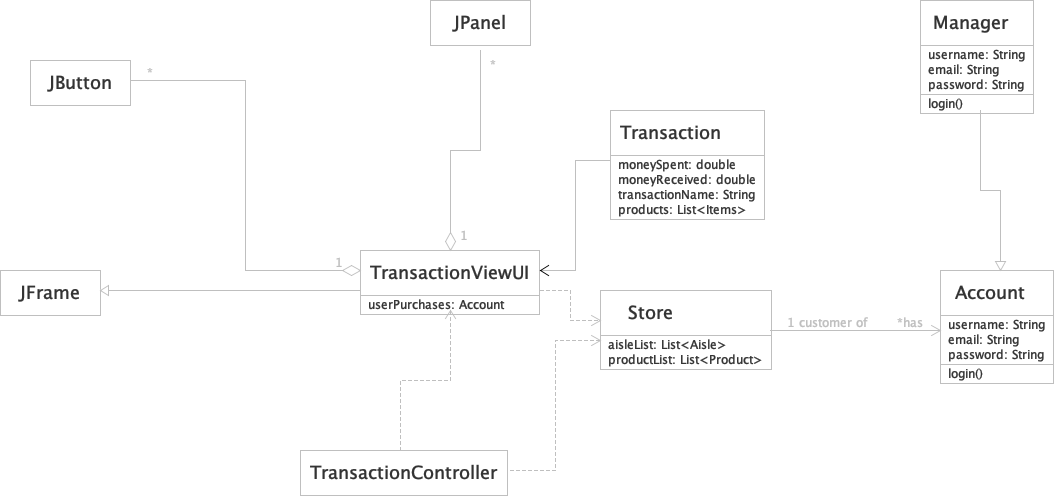 JPanel
*
Manager
username: String
email: String
password: String
login()
JButton
*
Transaction
moneySpent: double
moneyReceived: double
transactionName: String
products: List<Items>
1
1
TransactionViewUI
userPurchases: Account
JFrame
Store
aisleList: List<Aisle>
productList: List<Product>
1 customer of
*has
Account
username: String
email: String
password: String
login()
TransactionController